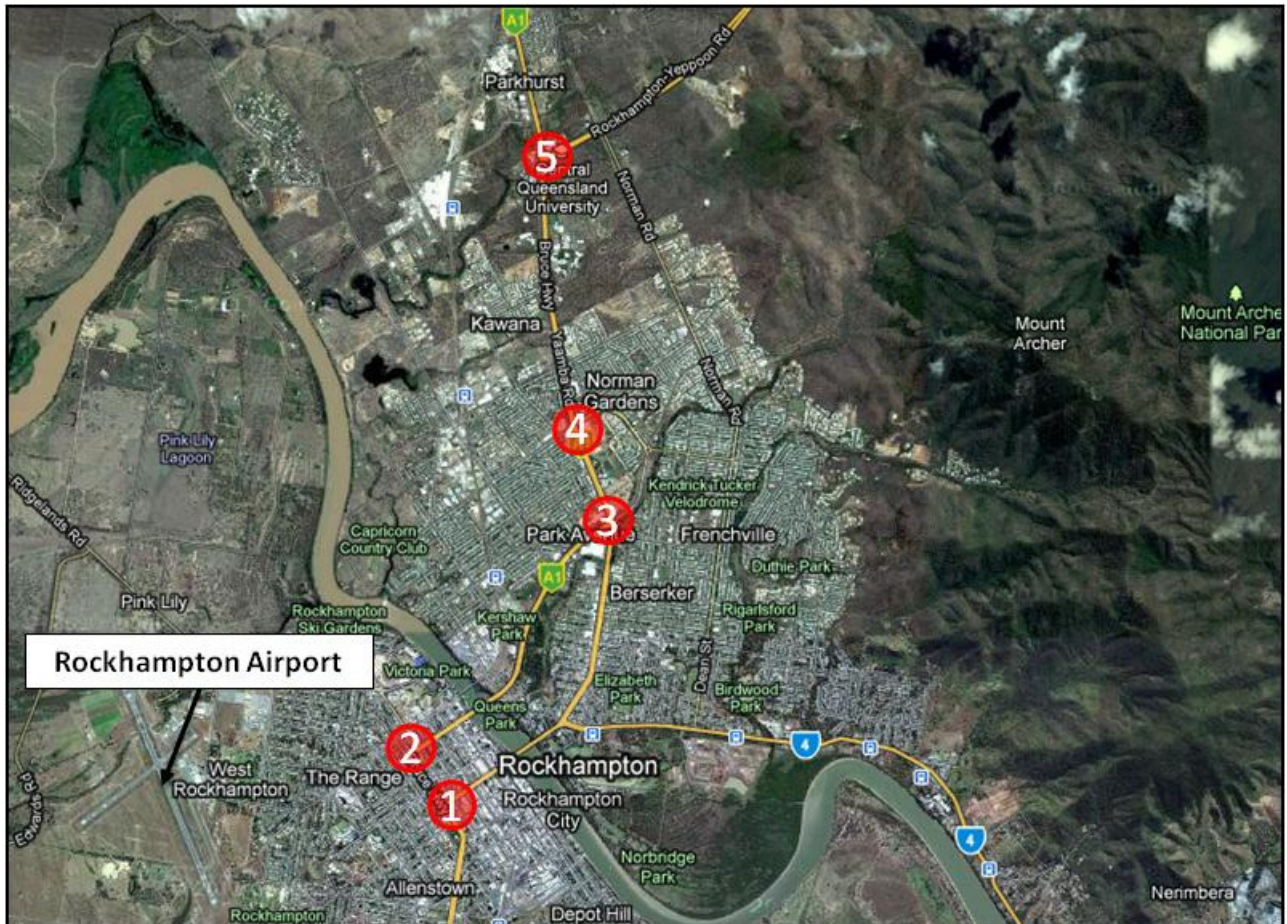 A1
Parkhurst
Rockhampton-Yeppoon Rd
5
Central
Queensland
University
Norman Rd
Bruce Hwy
Kawana
Yaamba Rd
Mount
Archer
Mount Arche
National Par
Norman
Gardens
Norman Rd
4
Pink Lily
Lagoon
Ridgelands Rd
Kendrick Tucker
Velodrome
3
Park Avenue
Frenchville
Capricorn
Country Club
A1
Duthie Park
Berserker
Pink Lily
Kershaw
Park
Rigarlsford
Park
Rockhampton
Ski Gardens
Rockhampton Airport
Victoria Park
Elizabeth
Park
Dean St
Birdwood
Park
Queens
Park
2
4
West
Rockhampton
The Range
Rockhampton
1
Rockhampton
City
Edwards Rd
4
Norbridge
Park
Allenstown
Nerimbera
Rockhampton
Depot Hill